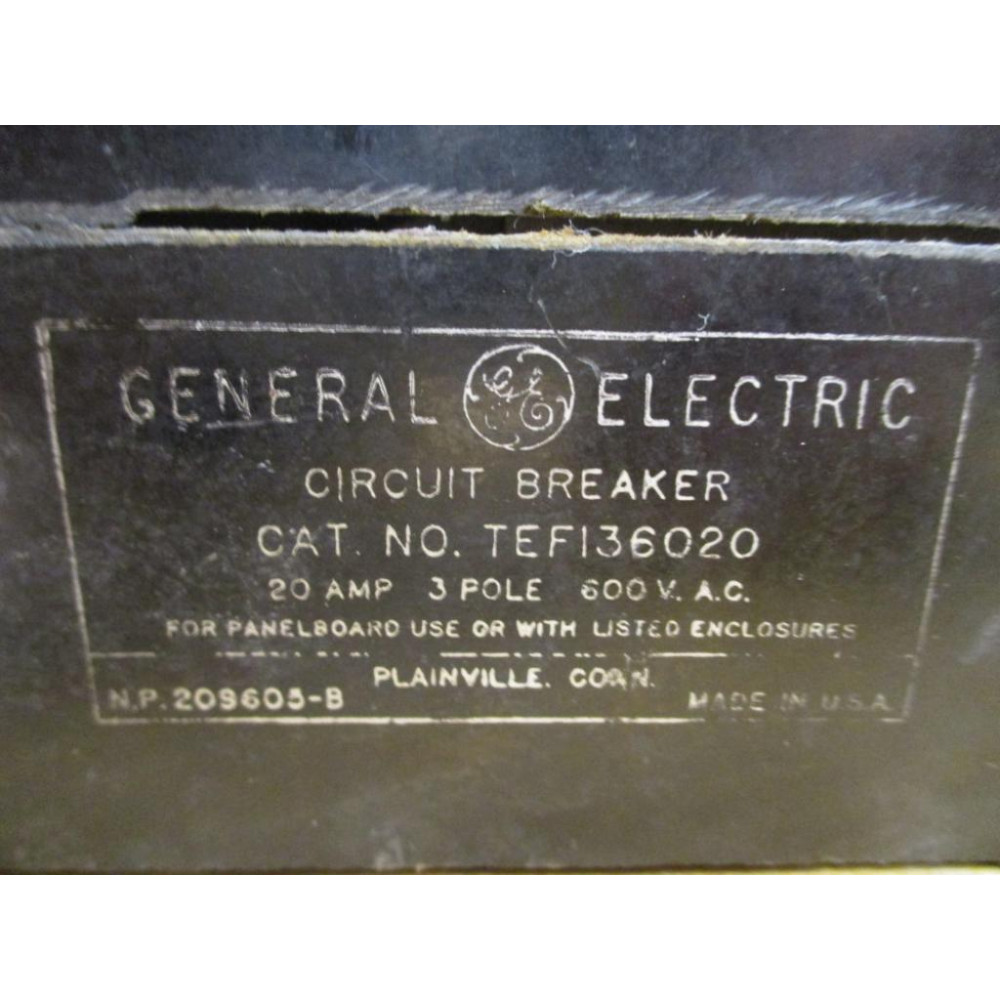 GENERAL GE ELECTRIC
CIRCUIT BREAKER
CAT. NO. TEF136020
20 AMP 3 POLE 600 V. A.C.
FOR PANELBOARD USE OR WITH LISTED ENCLOSURES
PLAINVILLE. CONN.
N.P. 209605-B MADE IN U.S.A.